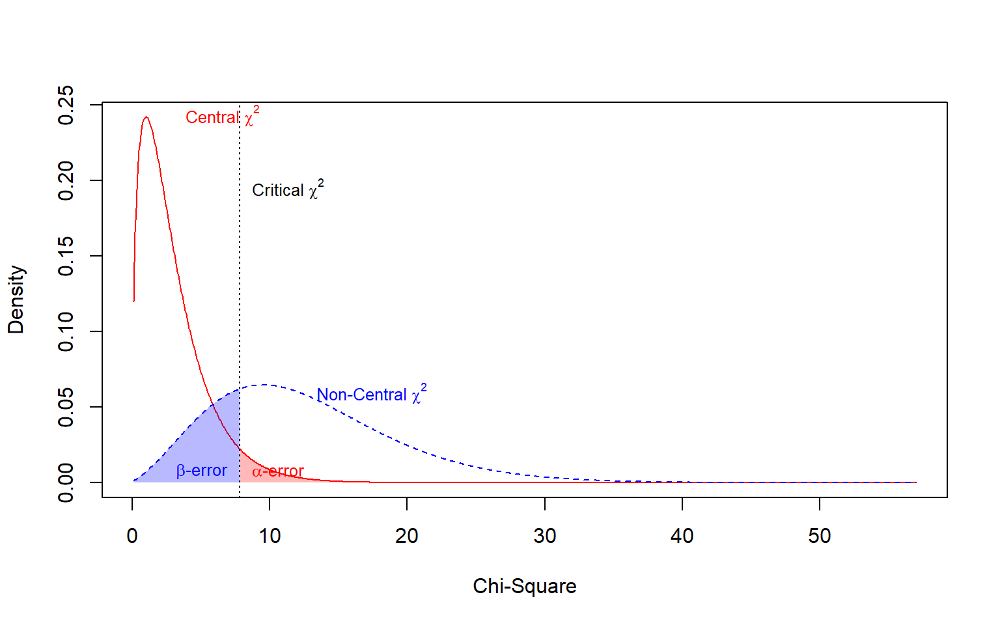 Central χ²
Critical χ²
Non-Central χ²
β-error
α-error
Density
0.00
0.05
0.10
0.15
0.20
0.25
0
10
20
30
40
50
Chi-Square